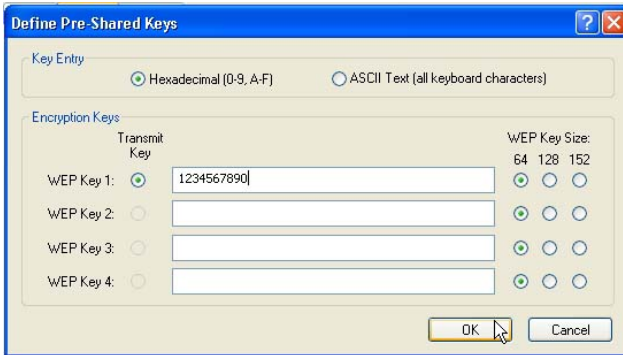 Define Pre-Shared Keys
Key Entry
Hexadecimal (0-9, A-F)   ASCII Text (all keyboard characters)
Encryption Keys
Transmit Key   WEP Key Size:
64 128 152
WEP Key 1: 1234567890
WEP Key 2:
WEP Key 3:
WEP Key 4:
OK   Cancel